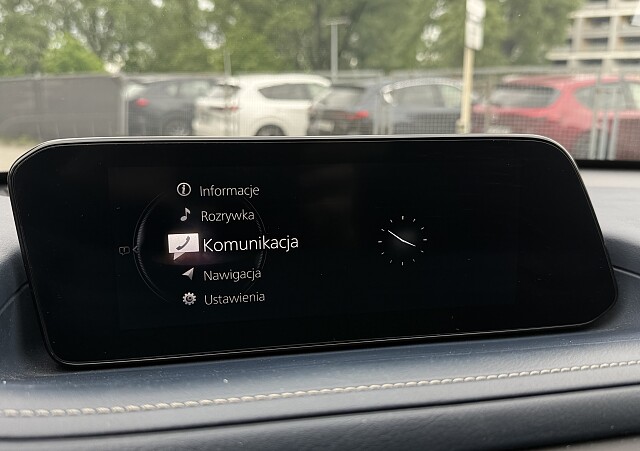 Informacje
Rozrywka
Komunikacja
Nawigacja
Ustawienia